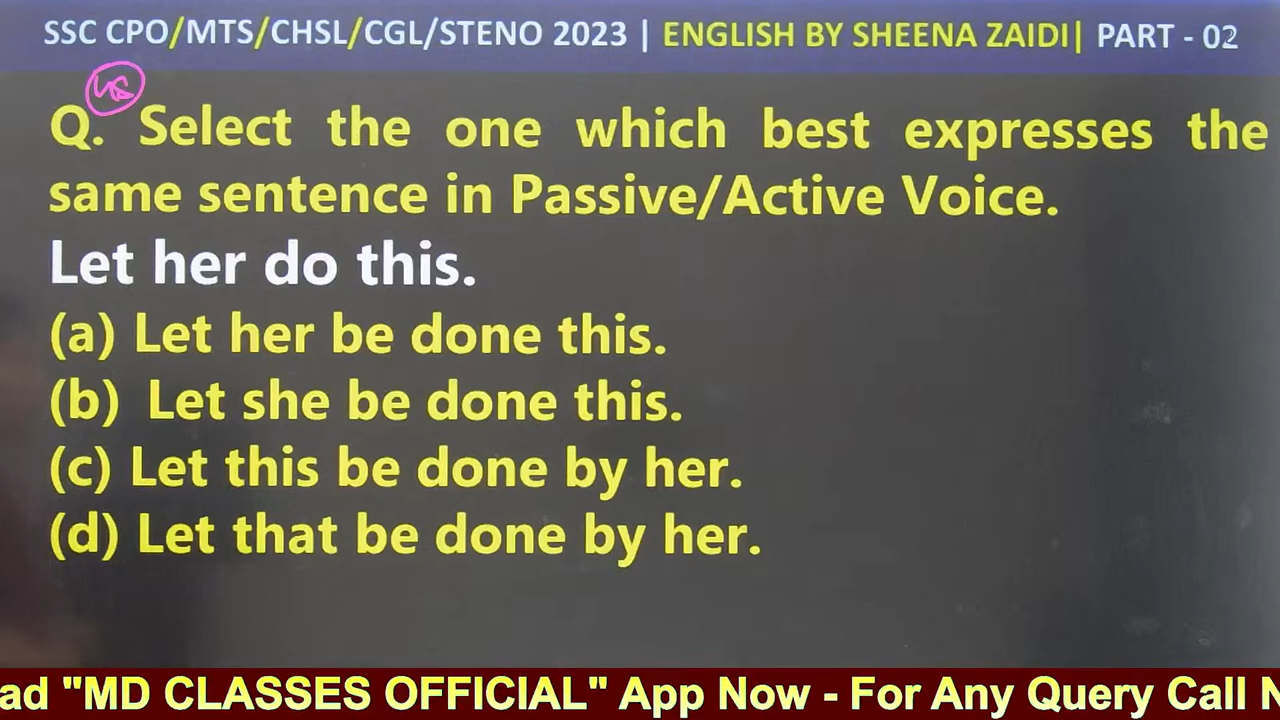 SSC CPO/MTS/CHSL/CGL/STENO 2023 | ENGLISH BY SHEENA ZAIDI| PART - 02
Q. Select the one which best expresses the
same sentence in Passive/Active Voice.
Let her do this.
(a) Let her be done this.
(b) Let she be done this.
(c) Let this be done by her.
(d) Let that be done by her.
ad "MD CLASSES OFFICIAL" App Now - For Any Query Call N